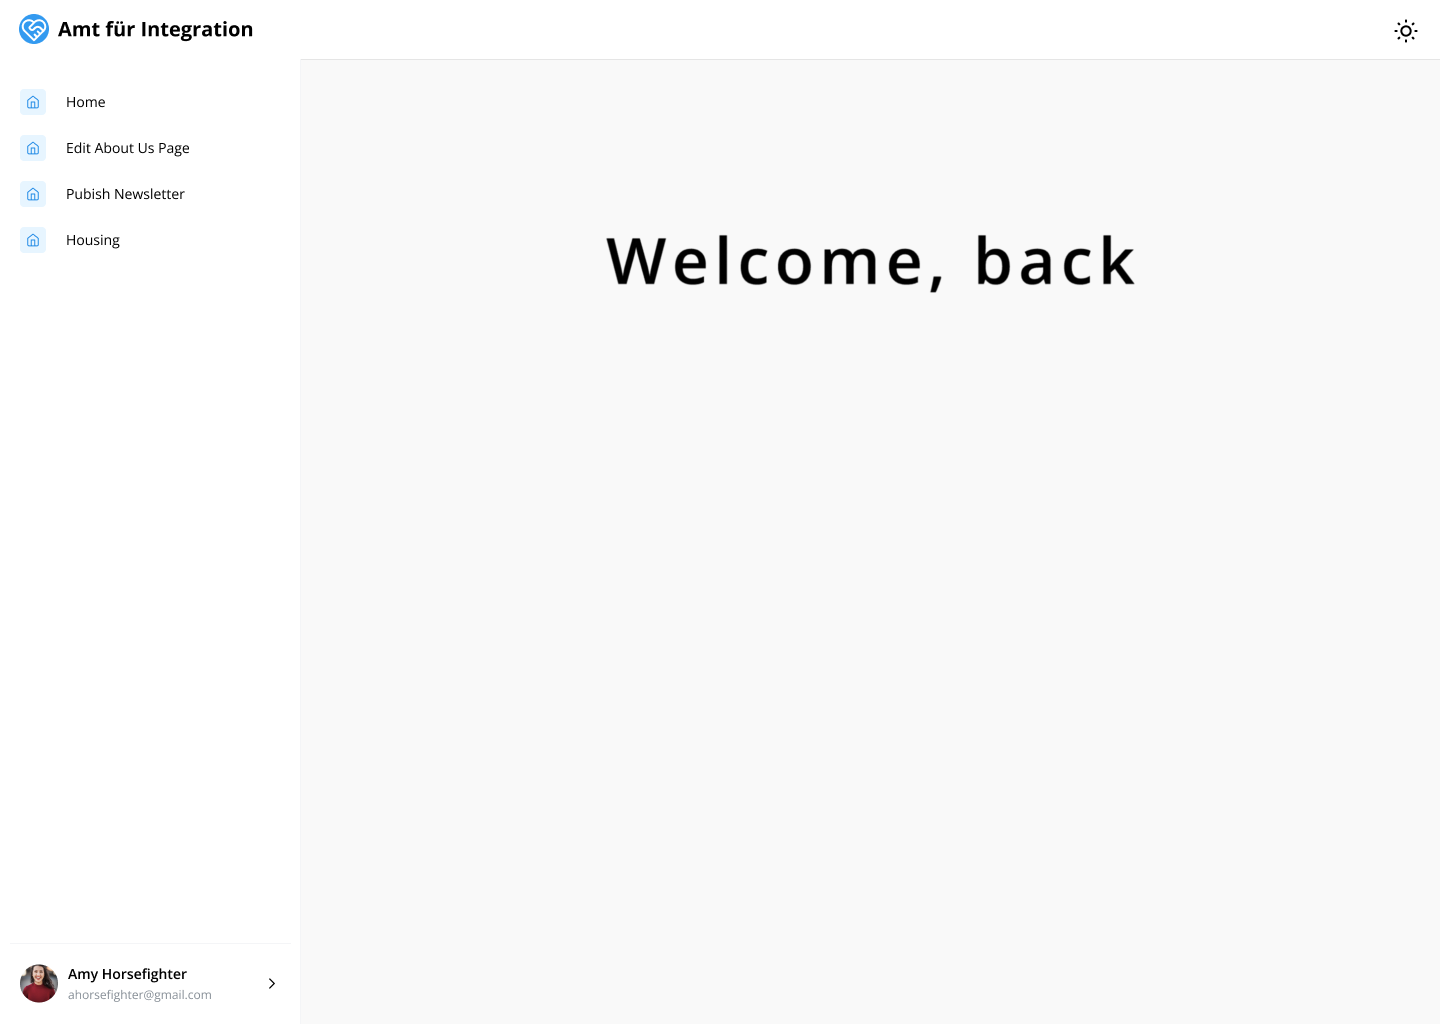 Amt für Integration
Home
Edit About Us Page
Pubish Newsletter
Housing
Welcome, back
Amy Horsefighter
ahorsefighter@gmail.com